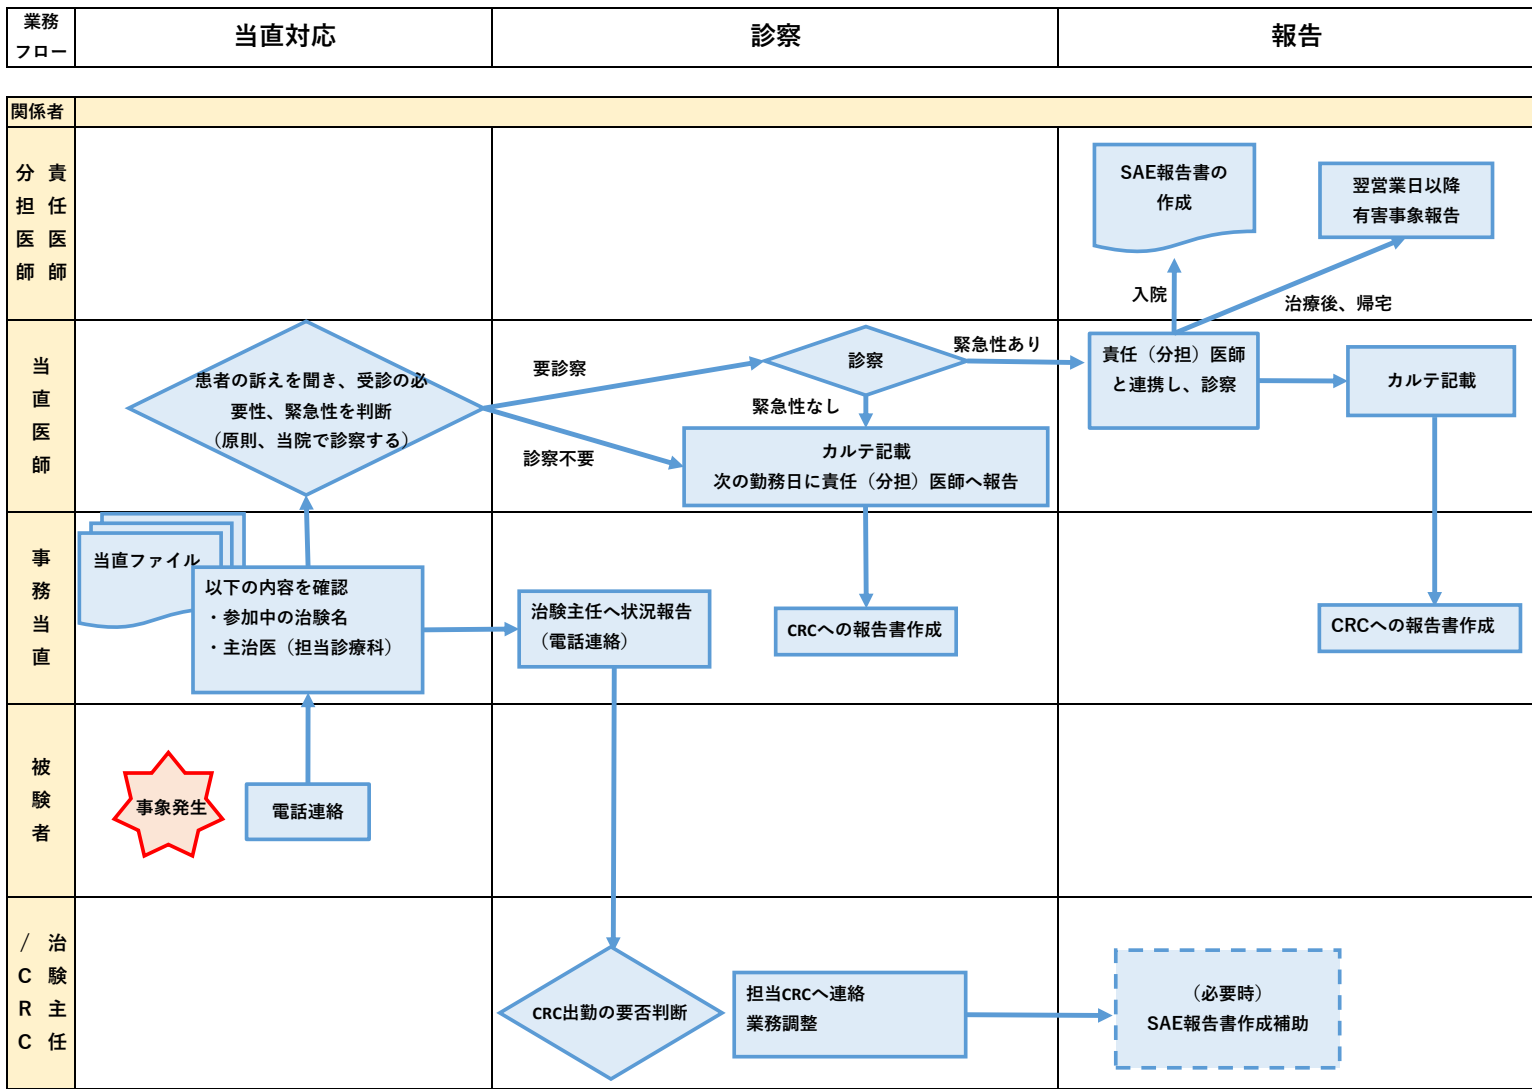 業務
フロー
当直対応
診察
報告
関係者
責任医師
分担医師
SAE報告書の
作成
翌営業日以降
有害事象報告
入院
治療後、帰宅
当直医師
患者の訴えを聞き、受診の必
要性、緊急性を判断
（原則、当院で診察する）
要診察
診察不要
診察
緊急性あり
緊急性なし
カルテ記載
次の勤務日に責任（分担）医師へ報告
責任（分担）医師
と連携し、診察
カルテ記載
事務当直
当直ファイル
以下の内容を確認
・参加中の治験名
・主治医（担当診療科）
治験主任へ状況報告
（電話連絡）
CRCへの報告書作成
CRCへの報告書作成
被験者
事象発生
電話連絡
治験主任
/CRC
CRC出勤の要否判断
担当CRCへ連絡
業務調整
（必要時）
SAE報告書作成補助